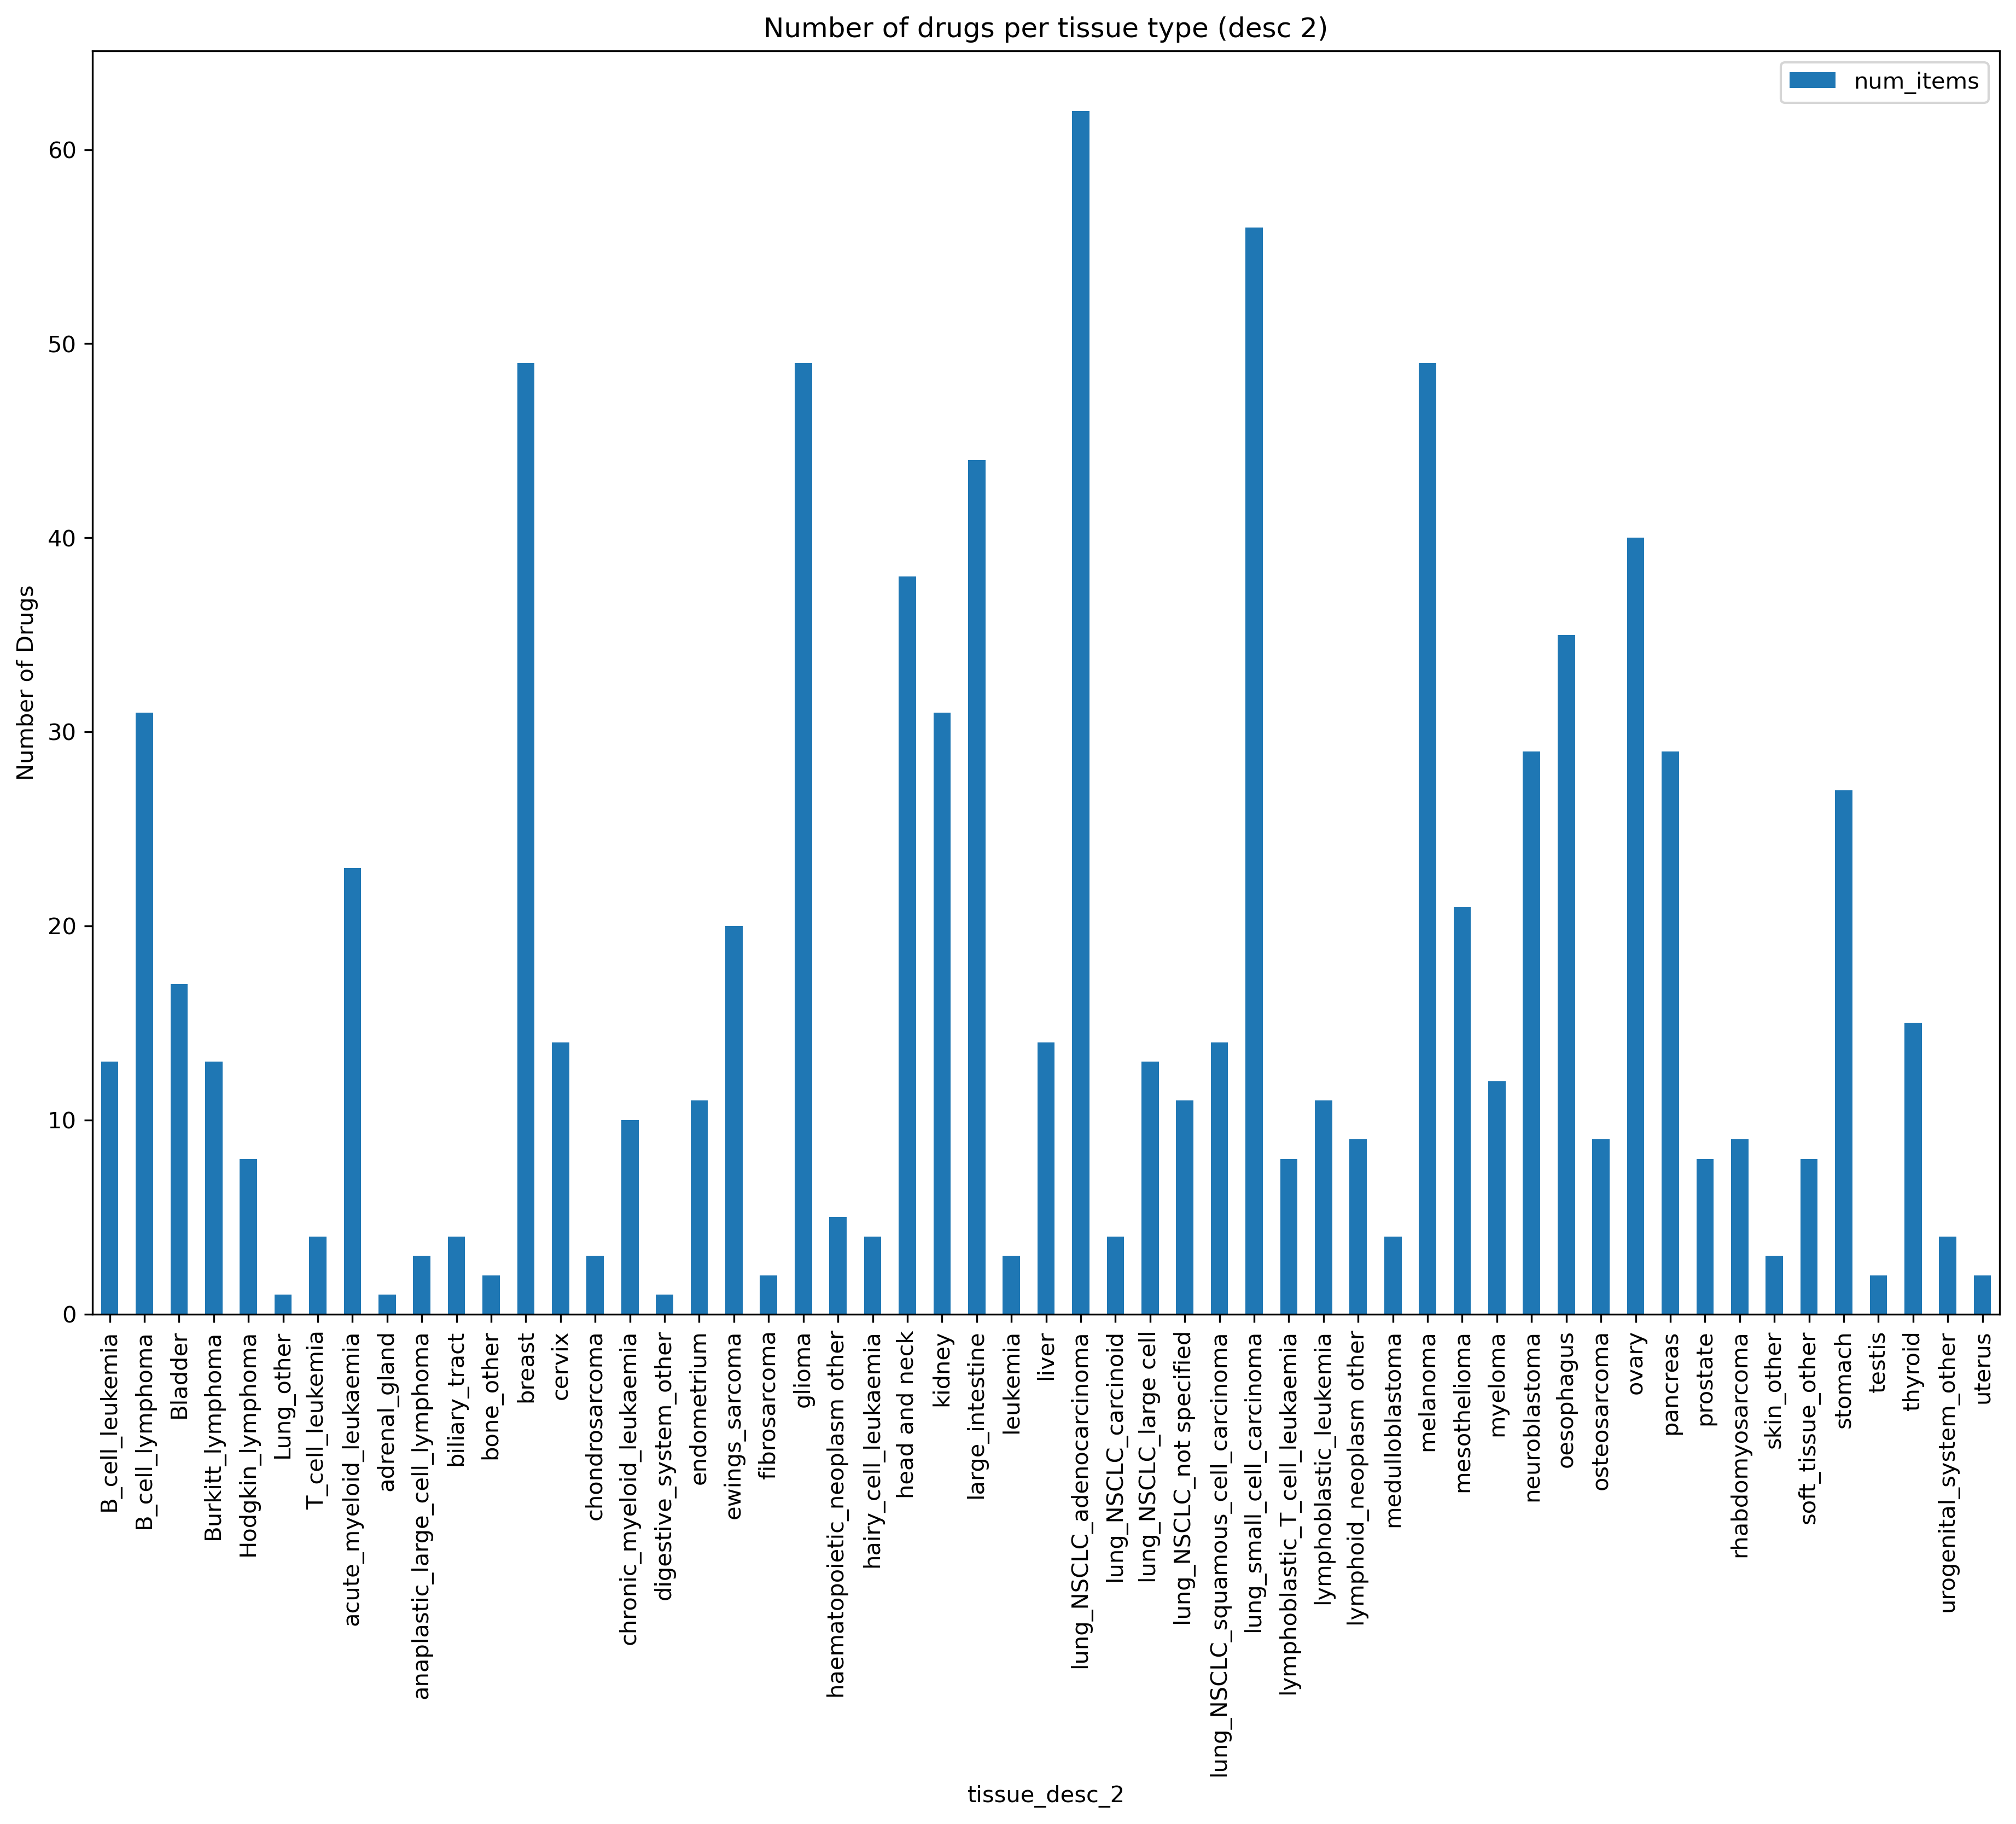 Number of drugs per tissue type (desc 2)
num_items
Number of Drugs
60
50
40
30
20
10
0
B_cell_leukemia
B_cell_lymphoma
Bladder
Burkitt_lymphoma
Hodgkin_lymphoma
Lung_other
T_cell_leukemia
acute_myeloid_leukaemia
adrenal_gland
anaplastic_large_cell_lymphoma
biliary_tract
bone_other
breast
cervix
chondrosarcoma
chronic_myeloid_leukaemia
digestive_system_other
endometrium
ewings_sarcoma
fibrosarcoma
glioma
haematopoietic_neoplasm other
hairy_cell_leukaemia
head and neck
kidney
large_intestine
leukemia
liver
lung_NSCLC_adenocarcinoma
lung_NSCLC_carcinoid
lung_NSCLC_large cell
lung_NSCLC_not specified
lung_NSCLC_squamous_cell_carcinoma
lung_small_cell_carcinoma
lymphoblastic_T_cell_leukaemia
lymphoblastic_leukemia
lymphoid_neoplasm other
medulloblastoma
melanoma
mesothelioma
myeloma
neuroblastoma
oesophagus
osteosarcoma
ovary
pancreas
prostate
rhabdomyosarcoma
skin_other
soft_tissue_other
stomach
testis
thyroid
urogenital_system_other
uterus
tissue_desc_2